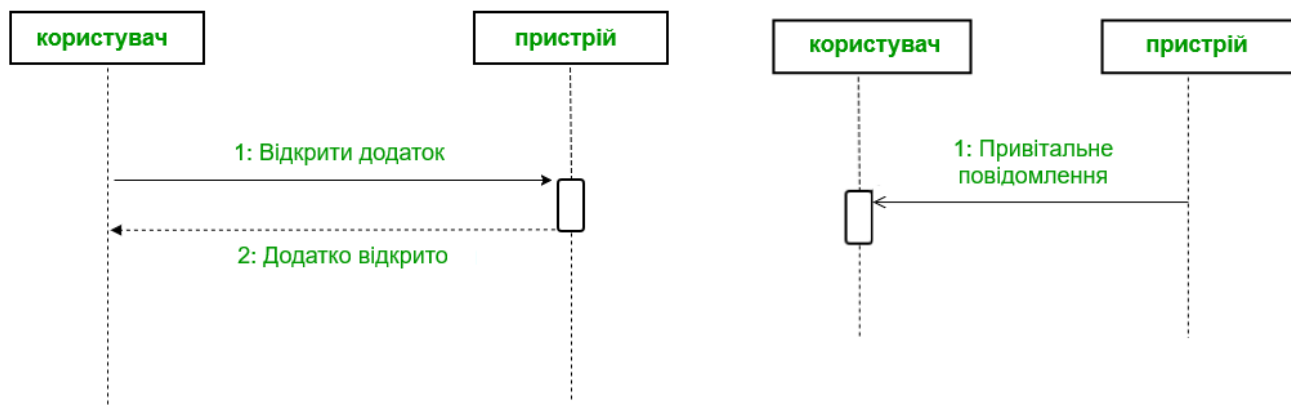 користувач
пристрій
1: Відкрити додаток
2: Додатко відкрито
користувач
пристрій
1: Привітальне
повідомлення